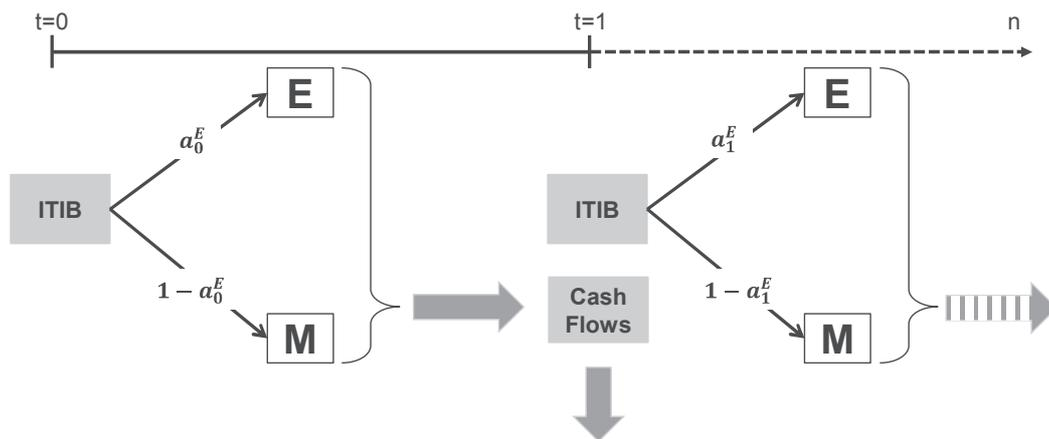 t=0 t=1 n
E E
a_0^E a_1^E
ITIB ITIB
1 − a_0^E 1 − a_1^E
Cash
Flows
M M